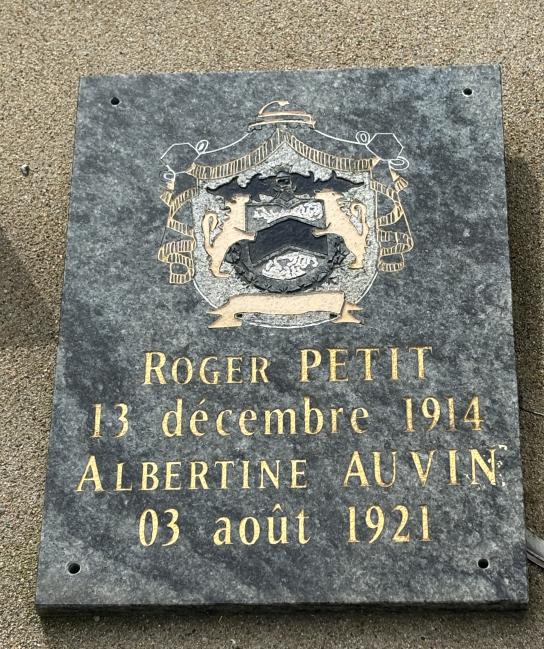 ROGER PETIT
13 décembre 1914
ALBERTINE AUVIN
03 août 1921